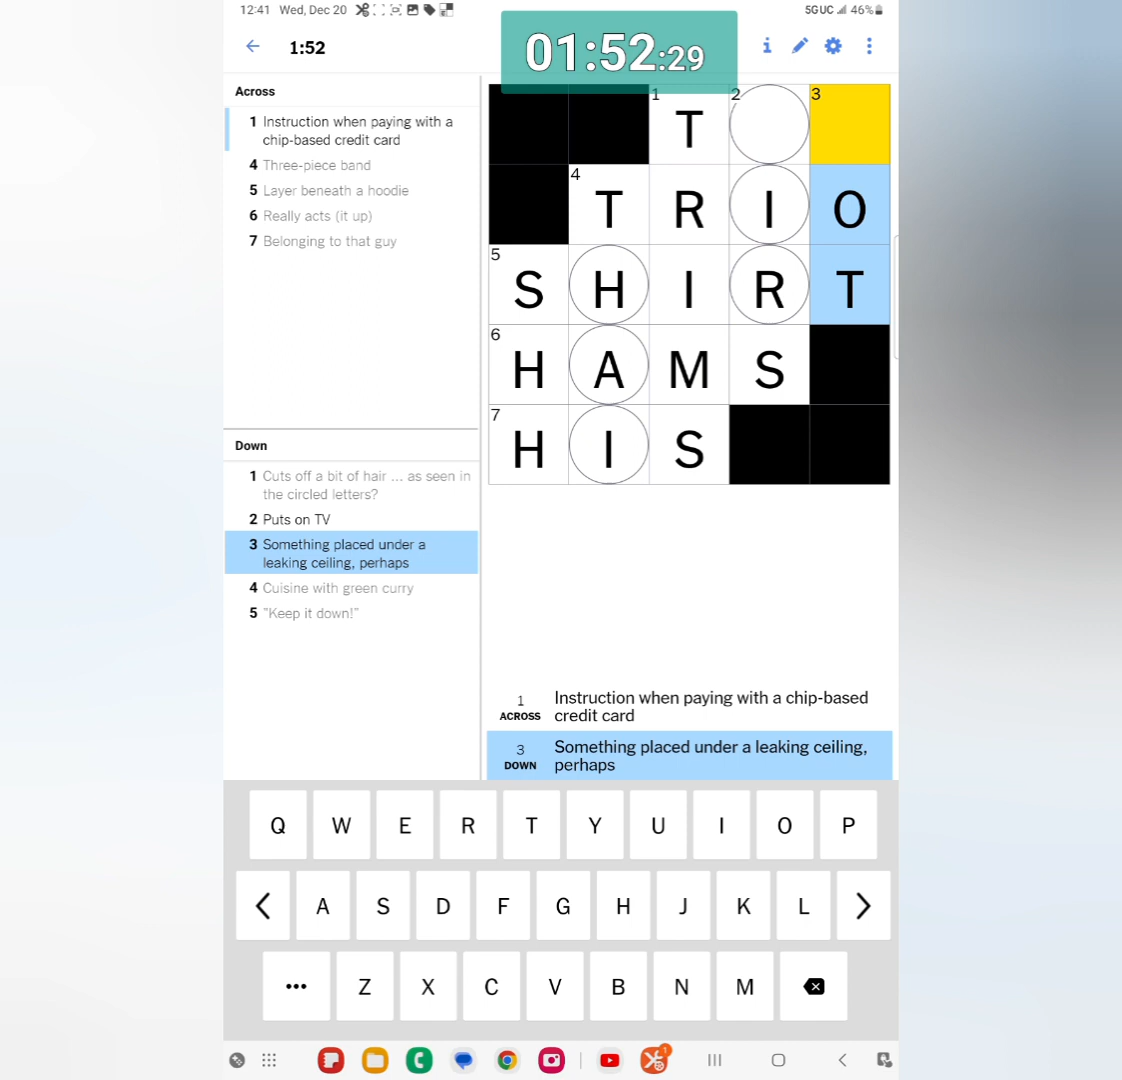 12:41 Wed, Dec 20
5G UC 46%
1:52
01:52:29
Across
1 Instruction when paying with a
chip-based credit card
4 Three-piece band
5 Layer beneath a hoodie
6 Really acts (it up)
7 Belonging to that guy
Down
1 Cuts off a bit of hair ... as seen in
the circled letters?
2 Puts on TV
3 Something placed under a
leaking ceiling, perhaps
4 Cuisine with green curry
5 "Keep it down!"
1 T 2 3
4 T R I O
5 S H I R T
6 H A M S
7 H I S
1 ACROSS Instruction when paying with a chip-based
credit card
3 DOWN Something placed under a leaking ceiling,
perhaps
Q W E R T Y U I O P
A S D F G H J K L
••• Z X C V B N M
1